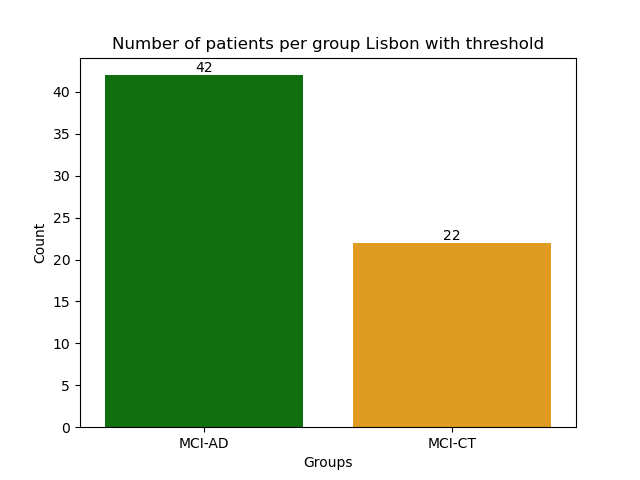 Number of patients per group Lisbon with threshold
42
22
40
35
30
25
20
15
10
5
0
Count
MCI-AD
MCI-CT
Groups